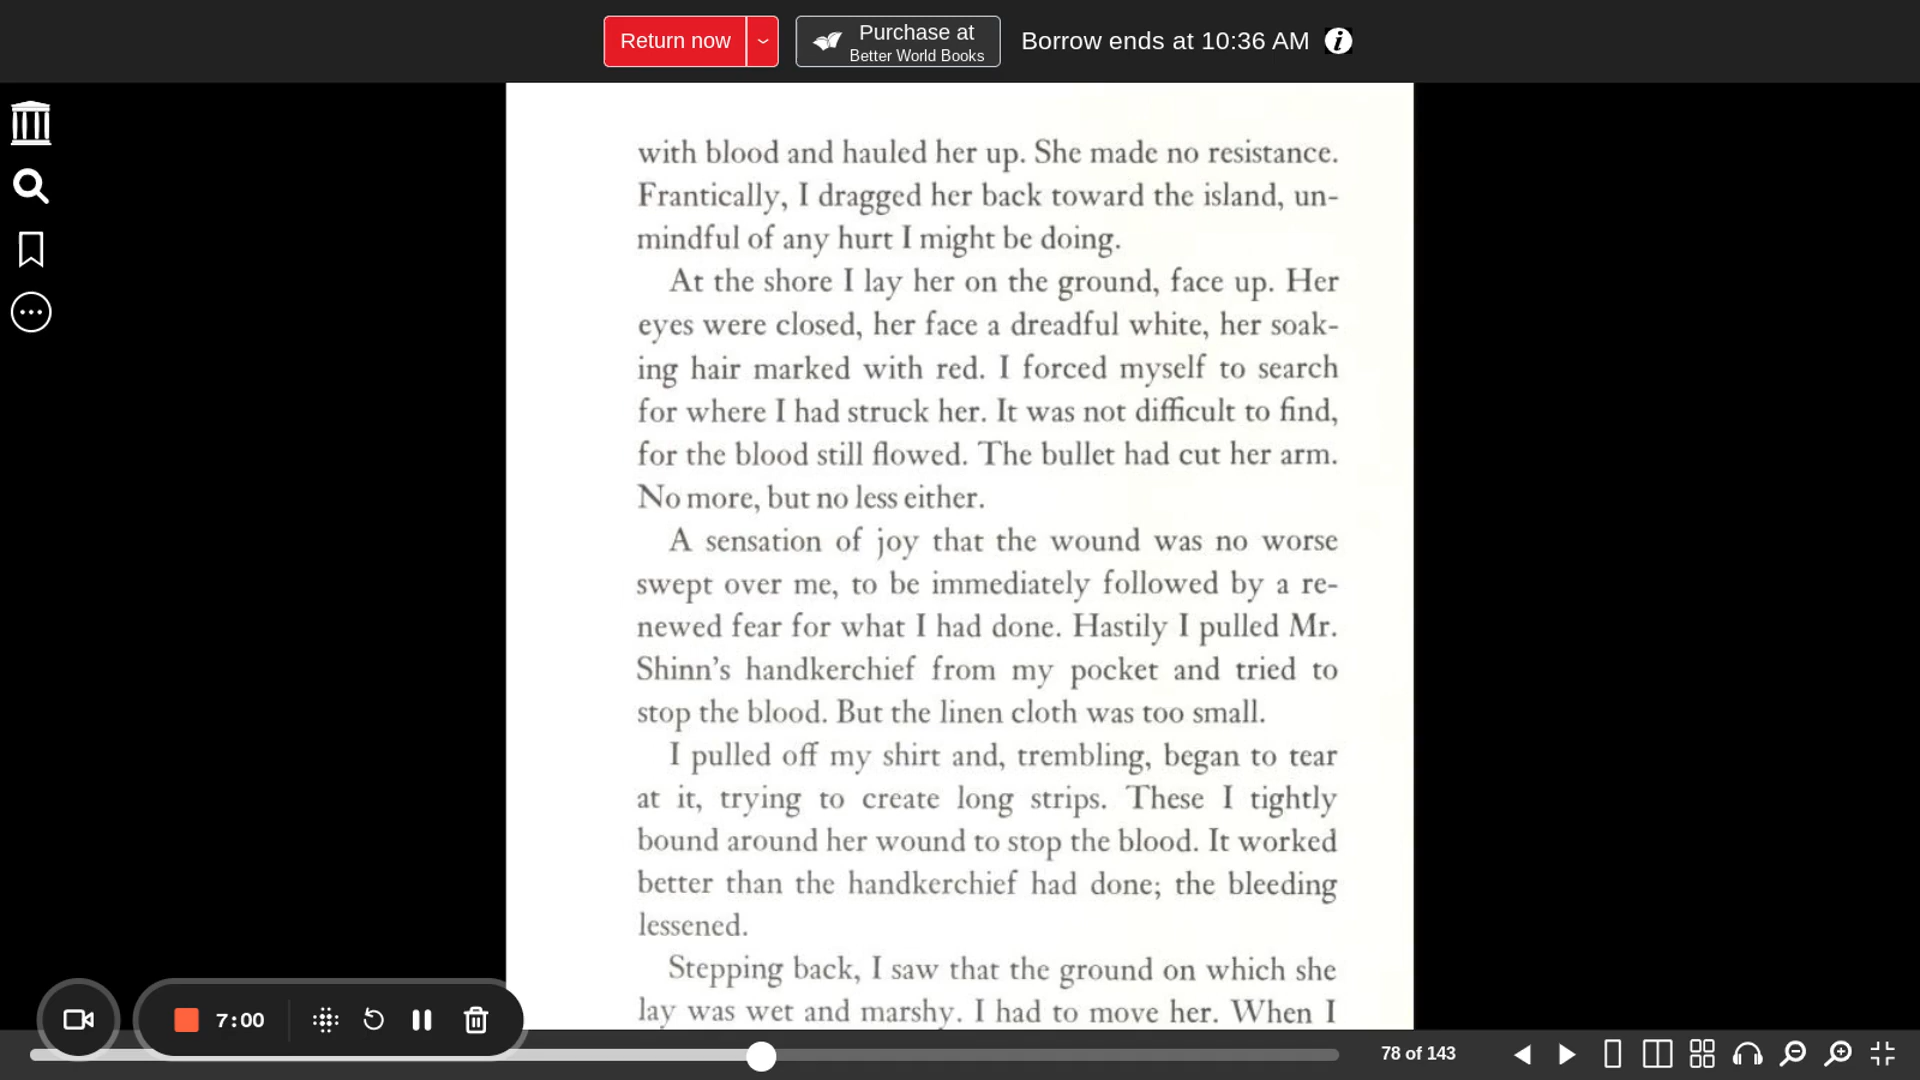 Return now
Purchase at
Better World Books
Borrow ends at 10:36 AM
with blood and hauled her up. She made no resistance.
Frantically, I dragged her back toward the island, un-
mindful of any hurt I might be doing.
At the shore I lay her on the ground, face up. Her
eyes were closed, her face a dreadful white, her soak-
ing hair marked with red. I forced myself to search
for where I had struck her. It was not difficult to find,
for the blood still flowed. The bullet had cut her arm.
No more, but no less either.
A sensation of joy that the wound was no worse
swept over me, to be immediately followed by a re-
newed fear for what I had done. Hastily I pulled Mr.
Shinn’s handkerchief from my pocket and tried to
stop the blood. But the linen cloth was too small.
I pulled off my shirt and, trembling, began to tear
at it, trying to create long strips. These I tightly
bound around her wound to stop the blood. It worked
better than the handkerchief had done; the bleeding
lessened.
Stepping back, I saw that the ground on which she
lay was wet and marshy. I had to move her. When I
7:00
78 of 143